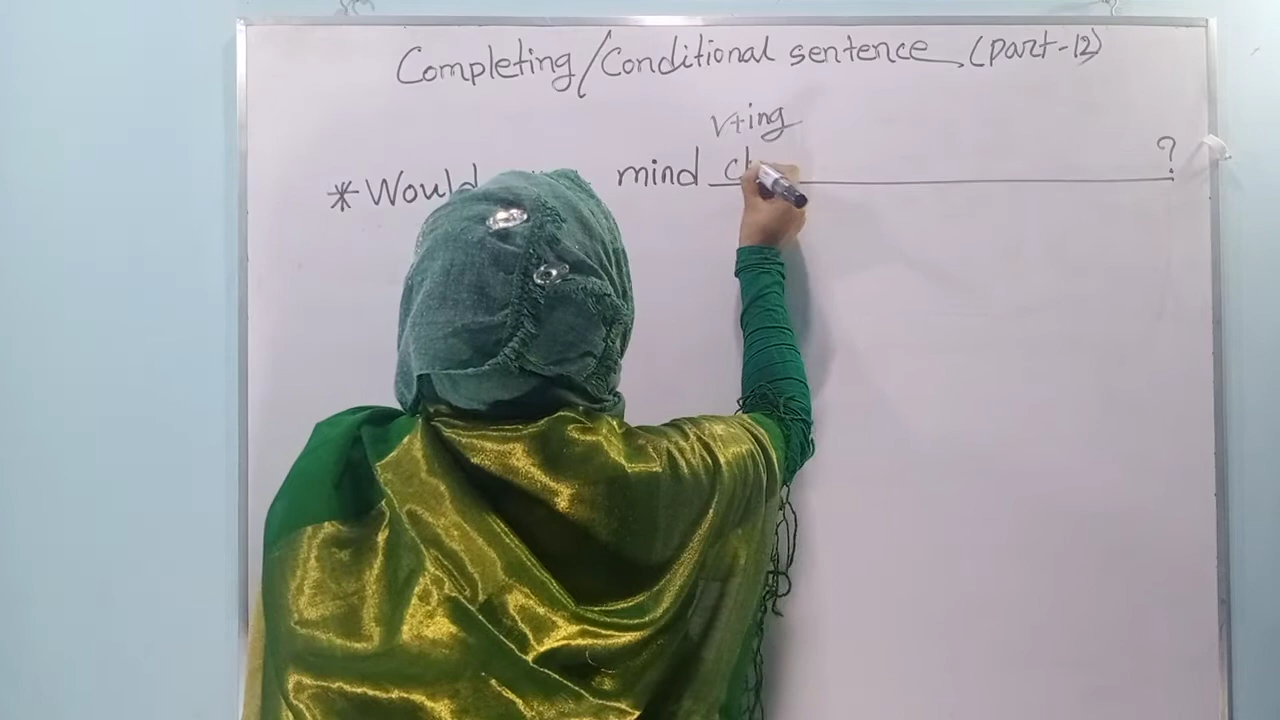 Completing/Conditional sentence (Part-12)
V+ing
*Would mind ?